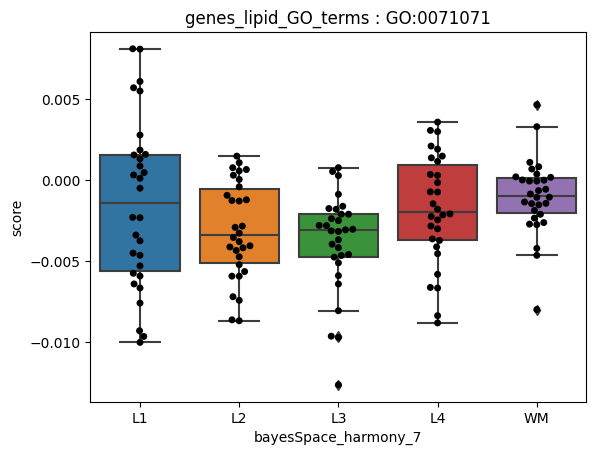 genes_lipid_GO_terms : GO:0071071
score
0.005
0.000
−0.005
−0.010
L1 L2 L3 L4 WM
bayesSpace_harmony_7